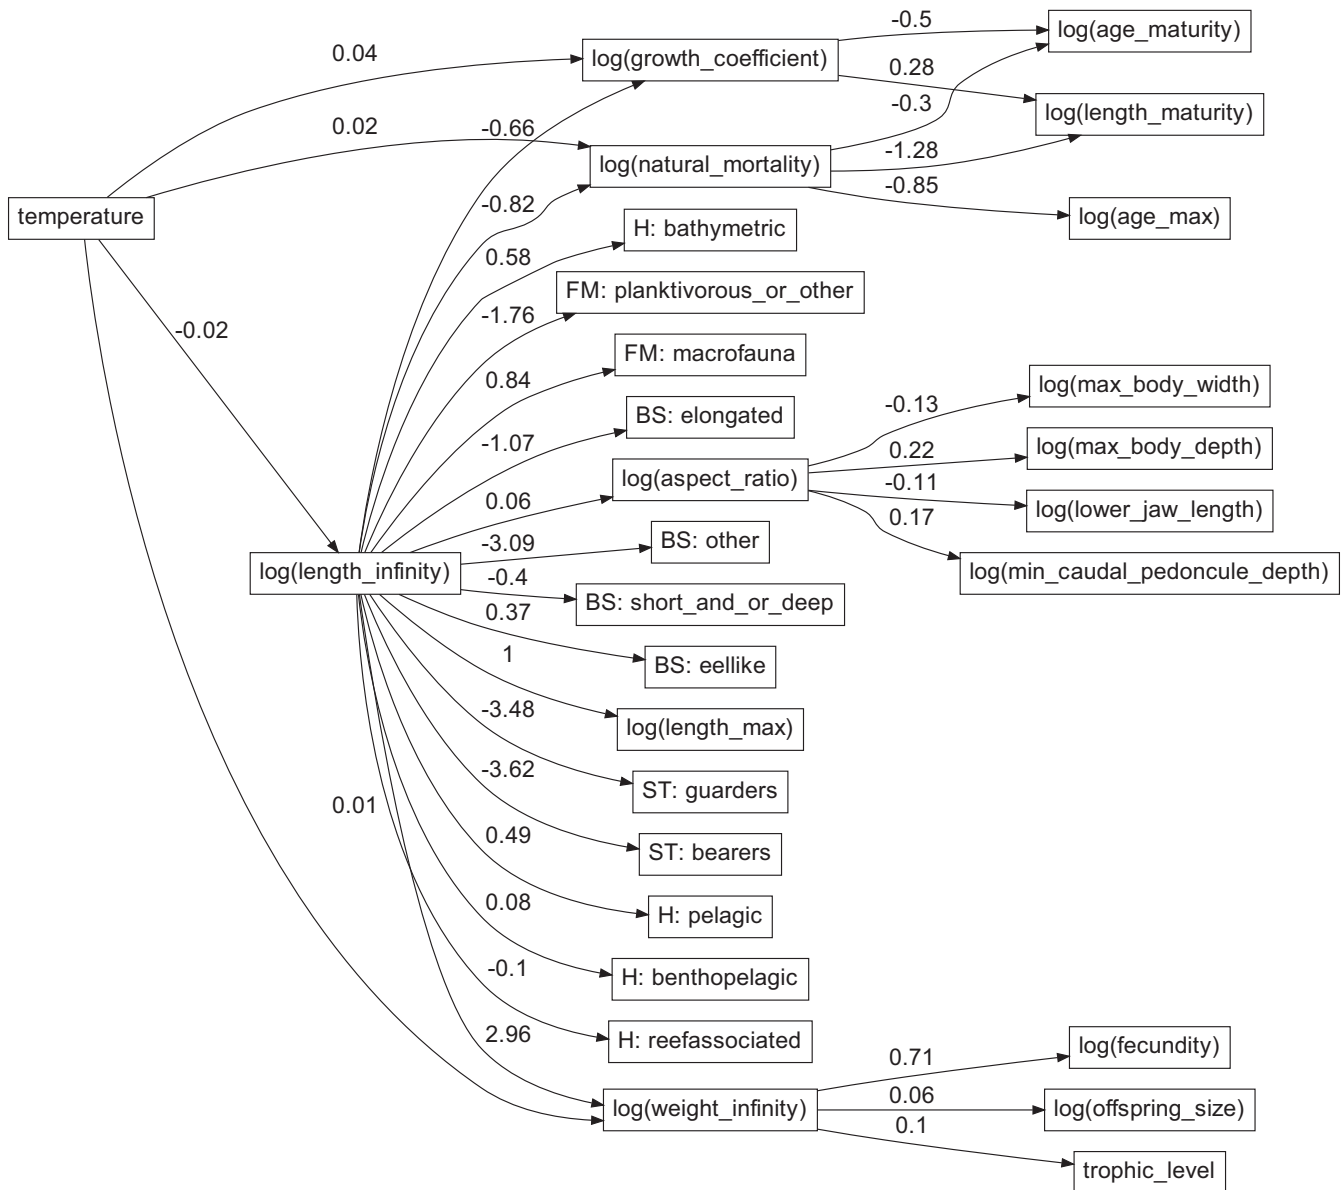 -0.5
log(age_maturity)
0.04
log(growth_coefficient)
0.28
-0.3
log(length_maturity)
0.02
-0.66
log(natural_mortality)
-1.28
-0.85
temperature
-0.82
log(age_max)
H: bathymetric
0.58
FM: planktivorous_or_other
-1.76
-0.02
FM: macrofauna
0.84
log(max_body_width)
-0.13
BS: elongated
-1.07
0.22
log(max_body_depth)
log(aspect_ratio)
-0.11
0.06
log(lower_jaw_length)
0.17
-3.09
BS: other
log(length_infinity)
-0.4
log(min_caudal_pedoncule_depth)
BS: short_and_or_deep
0.37
1
BS: eellike
-3.48
log(length_max)
-3.62
ST: guarders
0.01
0.49
ST: bearers
0.08
H: pelagic
-0.1
H: benthopelagic
2.96
H: reefassociated
0.71
log(fecundity)
log(weight_infinity)
0.06
log(offspring_size)
0.1
trophic_level